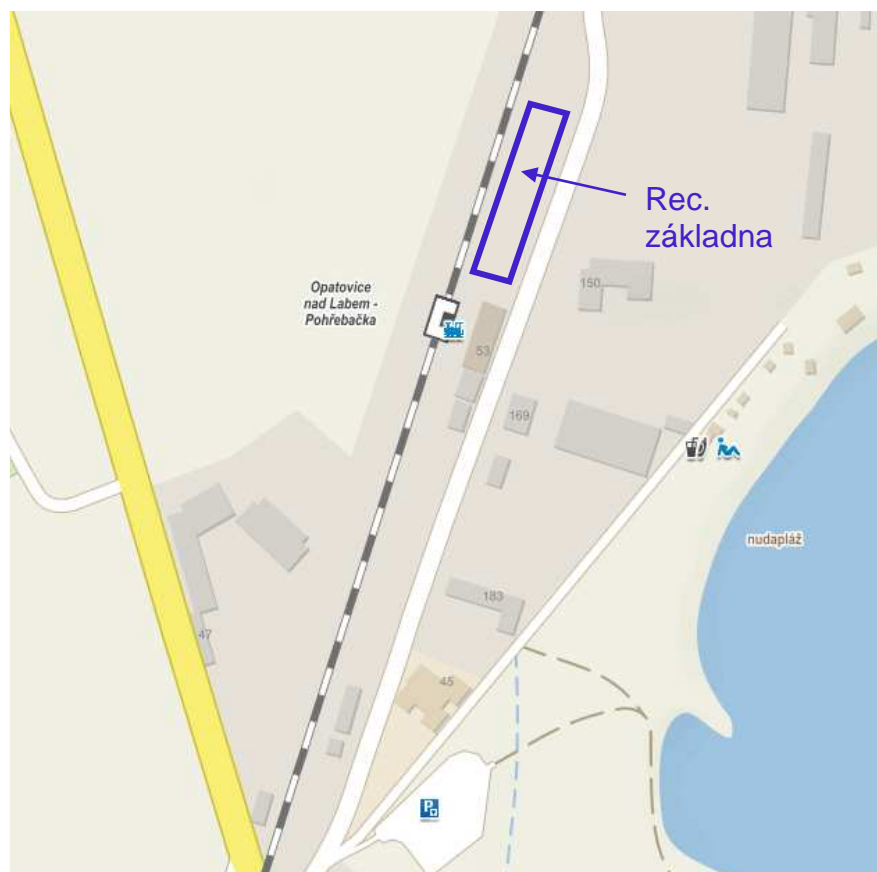 Rec.
základna
150
Opatovice
nad Labem -
Pohřebačka
53
169
nudapláž
183
47
45
P